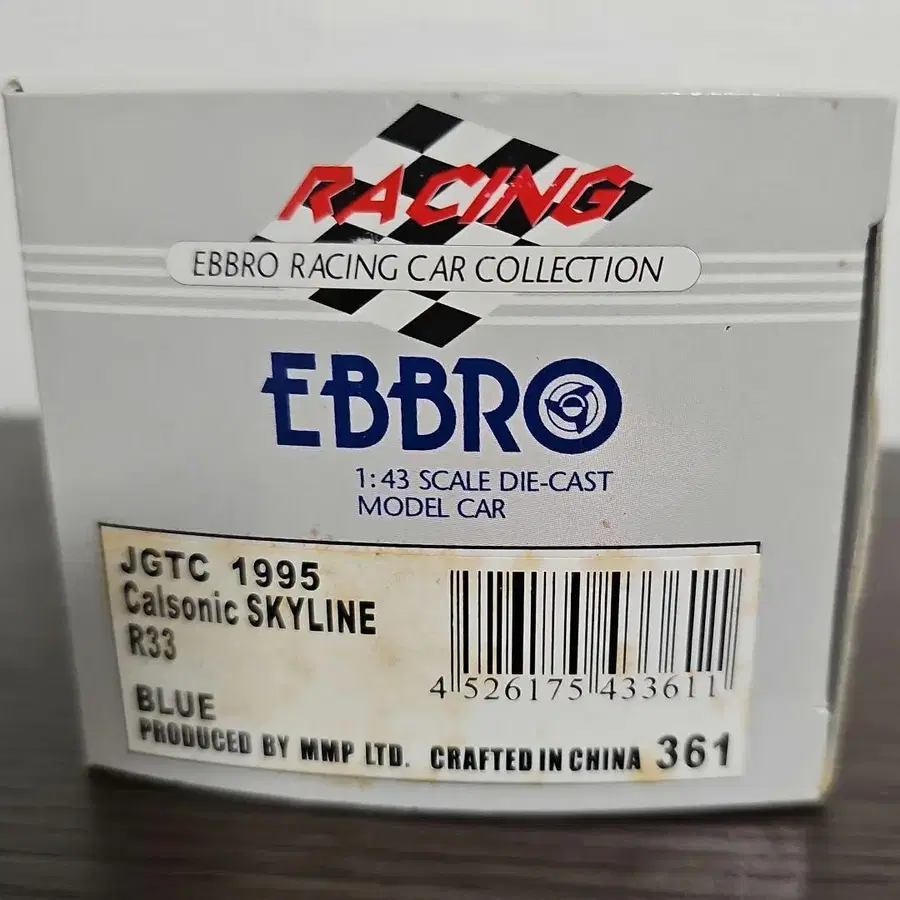 RACING
EBBRO RACING CAR COLLECTION
EBBRO
1:43 SCALE DIE-CAST
MODEL CAR
JGTC 1995
Calsonic SKYLINE
R33
BLUE
4 526175 433611
PRODUCED BY MMP LTD. CRAFTED IN CHINA 361